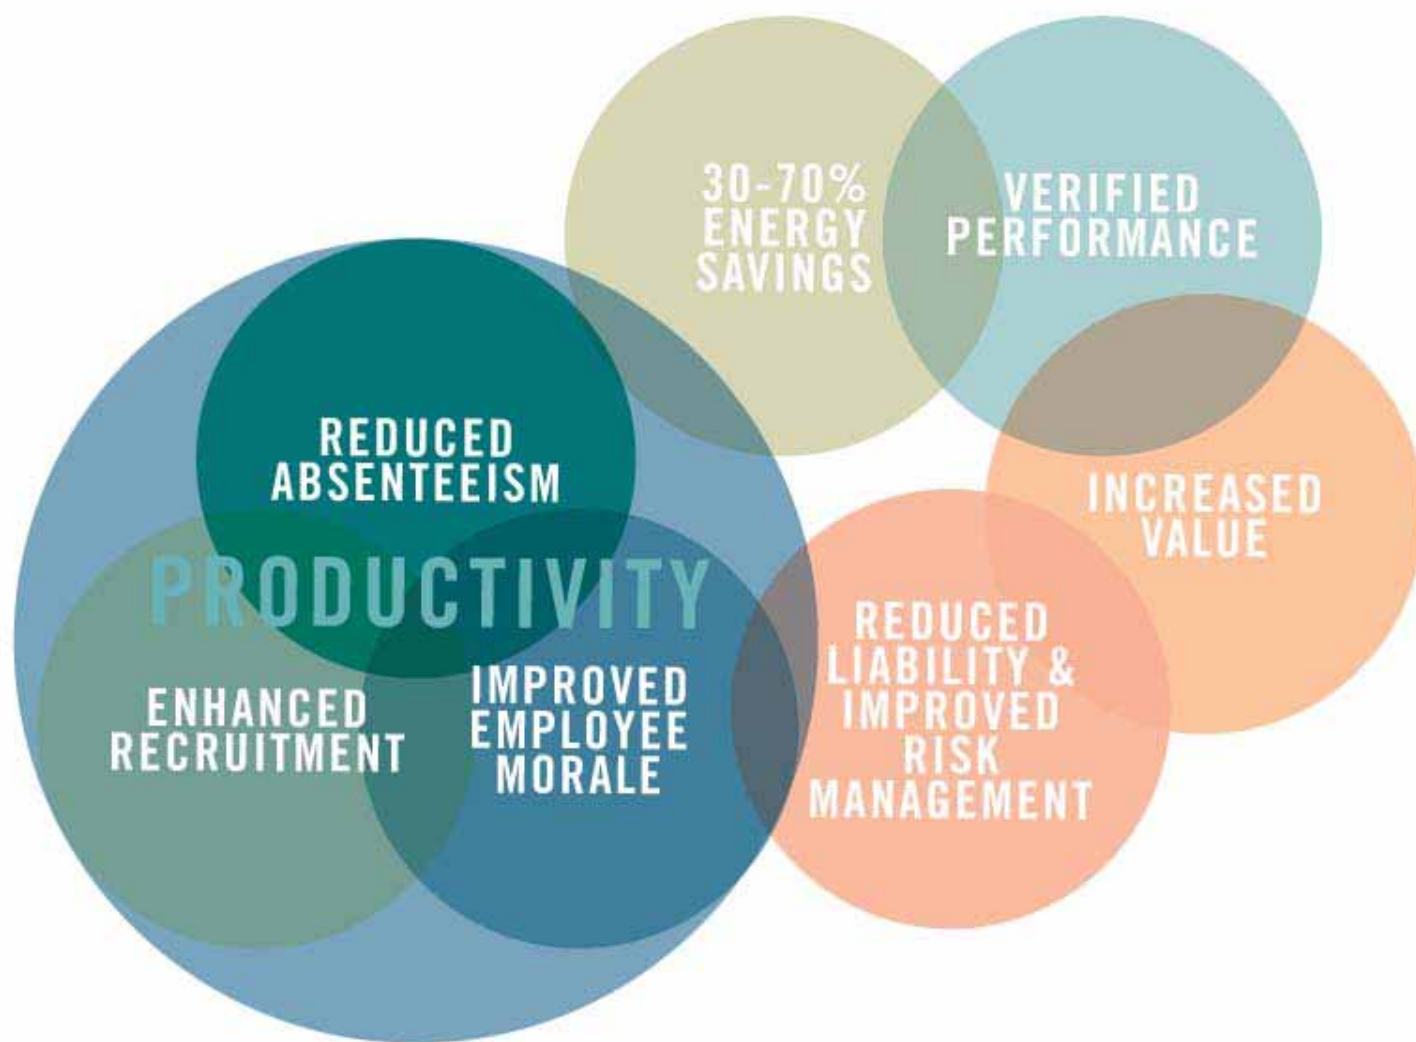 30-70%
ENERGY
SAVINGS
VERIFIED
PERFORMANCE
REDUCED
ABSENTEEISM
PRODUCTIVITY
ENHANCED
RECRUITMENT
IMPROVED
EMPLOYEE
MORALE
INCREASED
VALUE
REDUCED
LIABILITY &
IMPROVED
RISK
MANAGEMENT